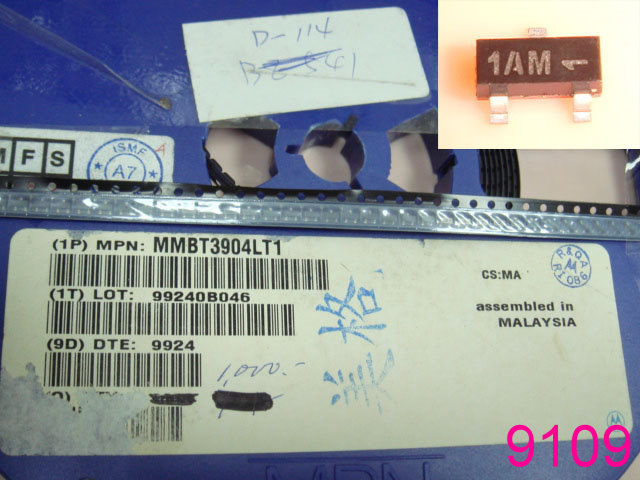 D-114
1AM
MFS
ISMF
A7
A
(1P) MPN: MMBT3904LT1
(1T) LOT: 99240B046
(9D) DTE: 9924
CS:MA
assembled in
MALAYSIA
1,000.-
9109